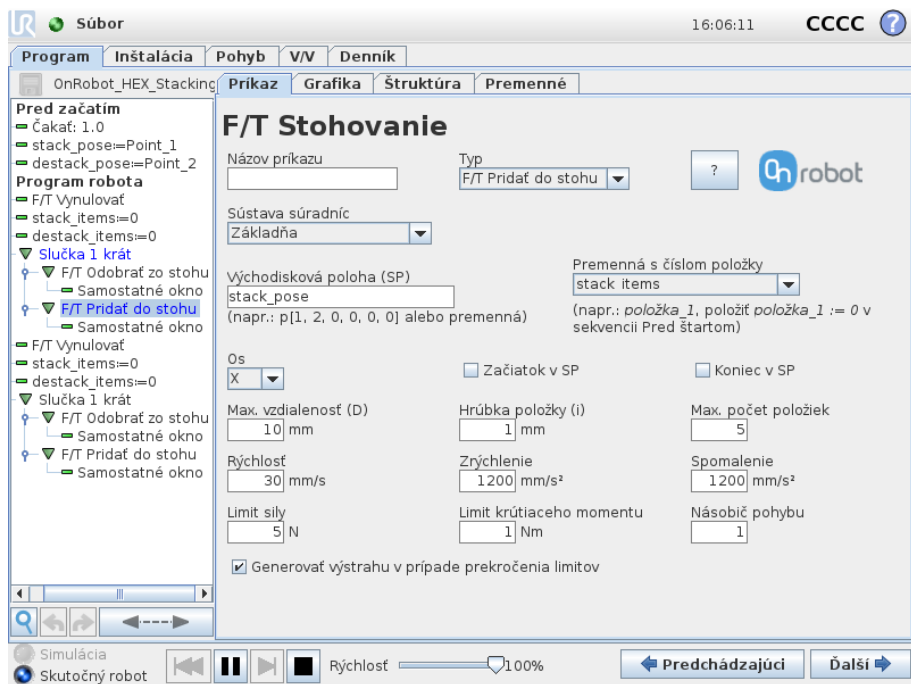 Súbor 16:06:11 CCCC ?
Program Inštalácia Pohyb V/V Denník
OnRobot_HEX_Stacking Príkaz Grafika Štruktúra Premenné
Pred začatím
Čakať: 1.0
stack_pose≔Point_1
destack_pose≔Point_2
Program robota
F/T Vynulovať
stack_items≔0
destack_items≔0
Slučka 1 krát
F/T Odobrať zo stohu
Samostatné okno
F/T Pridať do stohu
Samostatné okno
F/T Vynulovať
stack_items≔0
destack_items≔0
Slučka 1 krát
F/T Odobrať zo stohu
Samostatné okno
F/T Pridať do stohu
Samostatné okno
F/T Stohovanie
Názov príkazu Typ
F/T Pridať do stohu ? On robot
Sústava súradníc
Základňa
Východisková poloha (SP) Premenná s číslom položky
stack_pose stack_items
(napr.: p[1, 2, 0, 0, 0, 0] alebo premenná) (napr.: položka_1, položiť položka_1 := 0 v
sekvencii Pred štartom)
Os
X Začiatok v SP Koniec v SP
Max. vzdialenosť (D) Hrúbka položky (i) Max. počet položiek
10 mm 1 mm 5
Rýchlosť Zrýchlenie Spomalenie
30 mm/s 1200 mm/s² 1200 mm/s²
Limit sily Limit krútiaceho momentu Násobič pohybu
5 N 1 Nm 1
Generovať výstrahu v prípade prekročenia limitov
Simulácia
Skutočný robot Rýchlosť 100% Predchádzajúci Ďalší